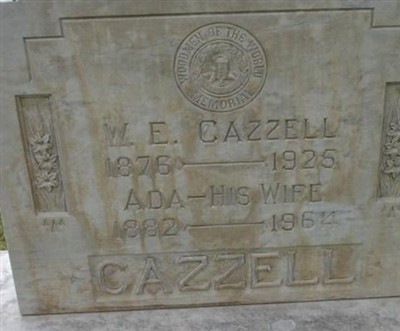 WOODMEN OF THE WORLD
MEMORIAL
W. E. CAZZELL
1876 — 1925
ADA—HIS WIFE
1882 — 1964
CAZZELL